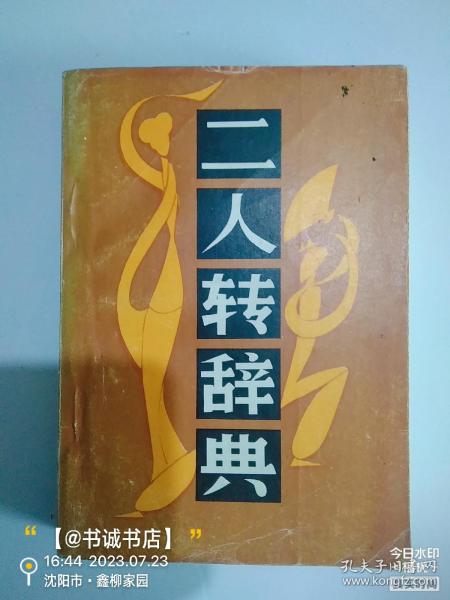 二人转辞典
“【@书诚书店】”
16:44 2023.07.23
沈阳市·鑫柳家园
今日水印
孔夫子旧书网
kongfz.com